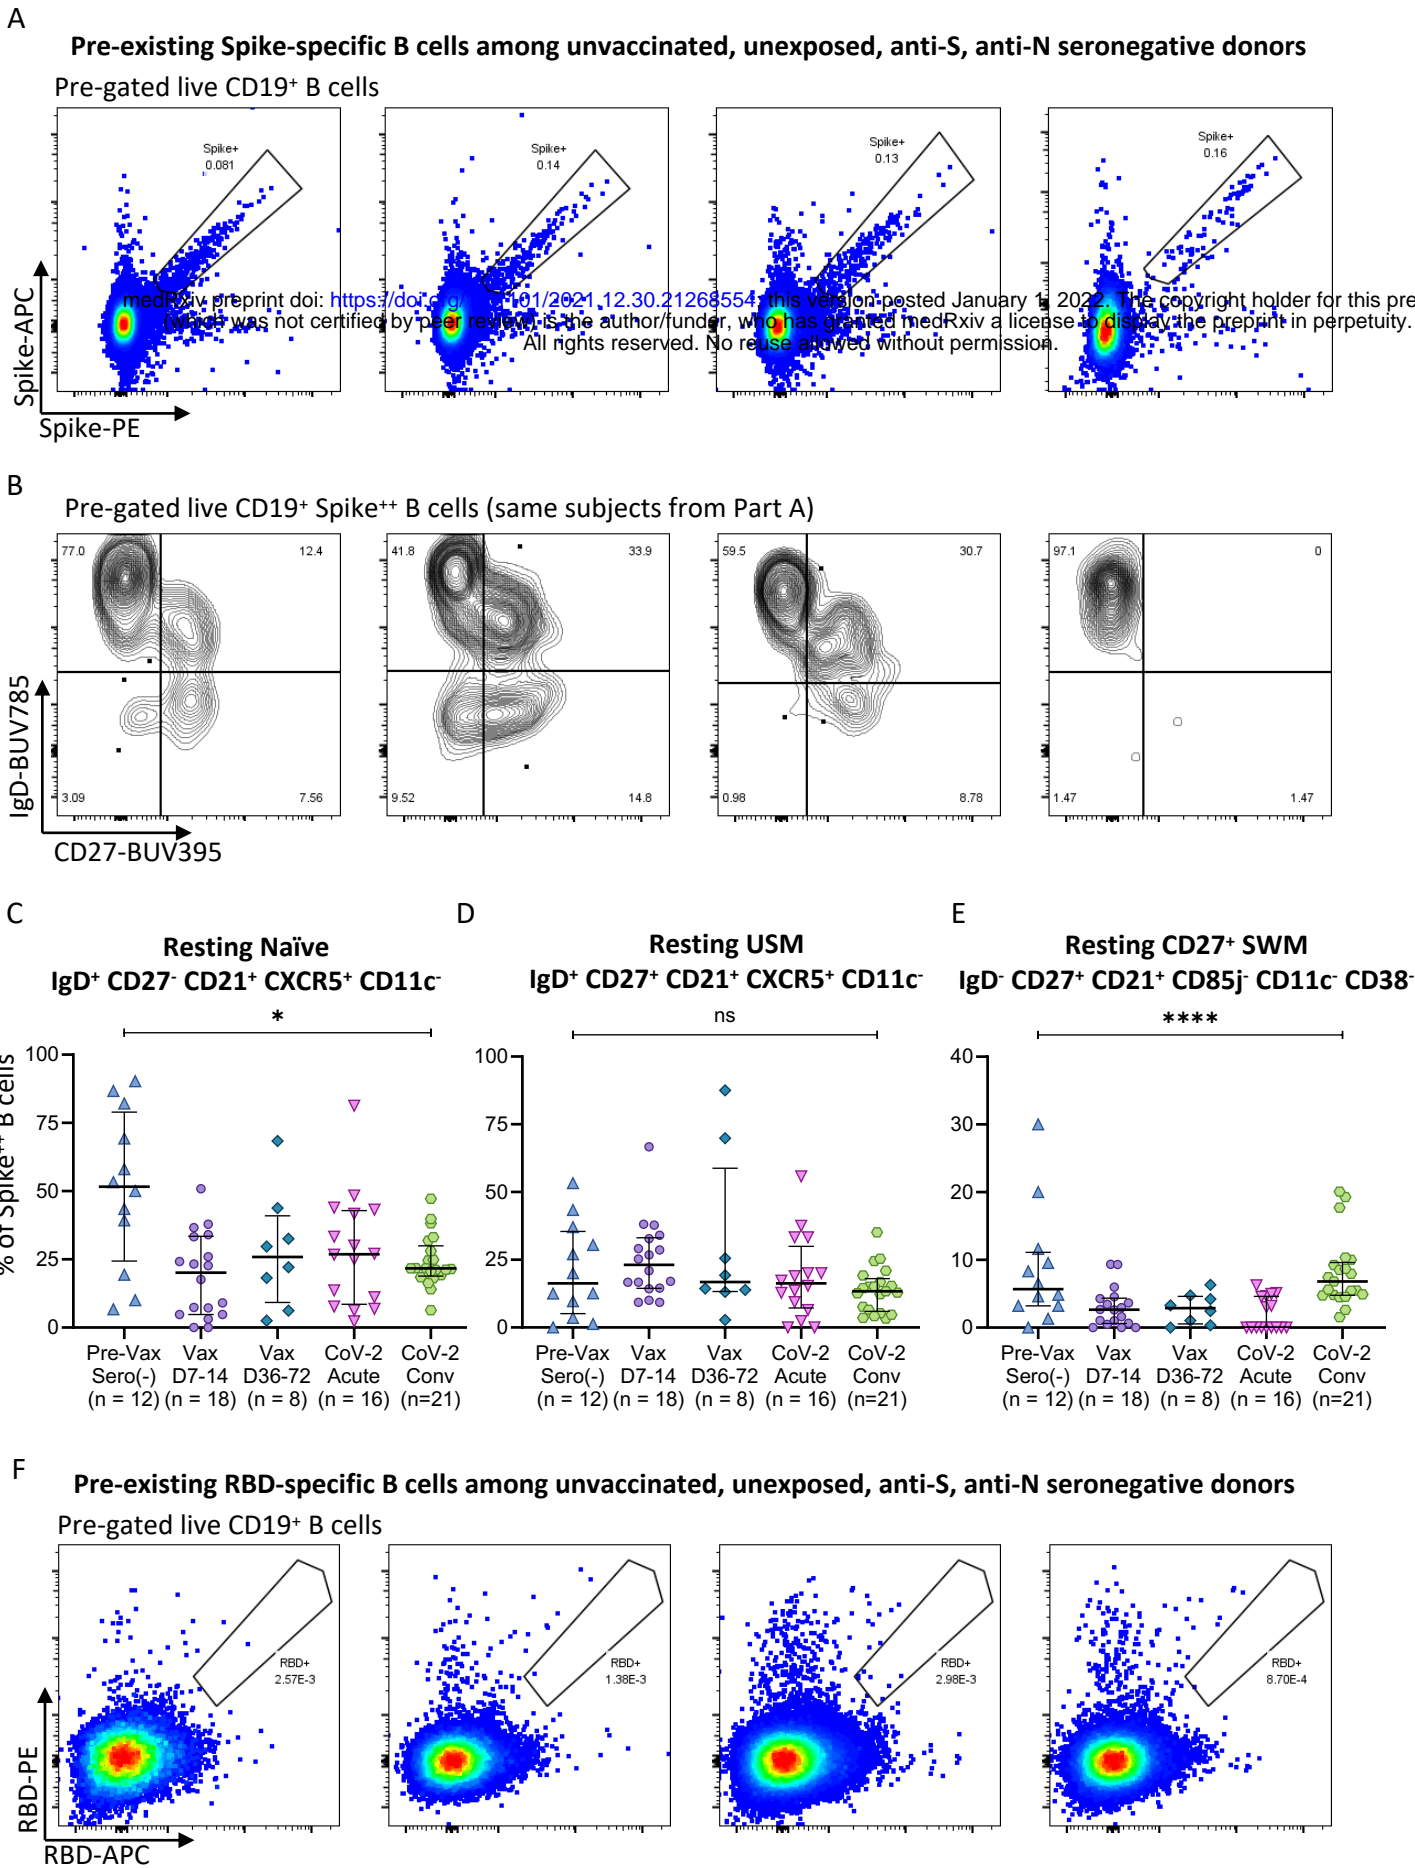 A
Pre-existing Spike-specific B cells among unvaccinated, unexposed, anti-S, anti-N seronegative donors
Pre-gated live CD19⁺ B cells
Spike+
0.081
Spike+
0.14
Spike+
0.13
Spike+
0.16
medRxiv preprint doi: https://doi.org/ 101/2021.12.30.21268554; this version posted January 1, 2022. The copyright holder for this pre
(which was not certified by peer review) is the author/funder, who has granted medRxiv a license to display the preprint in perpetuity.
All rights reserved. No reuse allowed without permission.
Spike-APC
Spike-PE
B
Pre-gated live CD19⁺ Spike⁺⁺ B cells (same subjects from Part A)
77.0 12.4
3.09 7.56
41.8 33.9
9.52 14.8
59.5 30.7
0.98 8.78
97.1 0
1.47 1.47
IgD-BUV785
CD27-BUV395
C
Resting Naïve
IgD⁺ CD27⁻ CD21⁺ CXCR5⁺ CD11c⁻
*
% of Spike⁺⁺ B cells
100
75
50
25
0
Pre-Vax Sero(-) (n = 12)
Vax D7-14 (n = 18)
Vax D36-72 (n = 8)
CoV-2 Acute (n = 16)
CoV-2 Conv (n=21)
D
Resting USM
IgD⁺ CD27⁺ CD21⁺ CXCR5⁺ CD11c⁻
ns
100
75
50
25
0
Pre-Vax Sero(-) (n = 12)
Vax D7-14 (n = 18)
Vax D36-72 (n = 8)
CoV-2 Acute (n = 16)
CoV-2 Conv (n=21)
E
Resting CD27⁺ SWM
IgD⁻ CD27⁺ CD21⁺ CD85j⁻ CD11c⁻ CD38⁻
****
40
30
20
10
0
Pre-Vax Sero(-) (n = 12)
Vax D7-14 (n = 18)
Vax D36-72 (n = 8)
CoV-2 Acute (n = 16)
CoV-2 Conv (n=21)
F
Pre-existing RBD-specific B cells among unvaccinated, unexposed, anti-S, anti-N seronegative donors
Pre-gated live CD19⁺ B cells
RBD+
2.57E-3
RBD+
1.38E-3
RBD+
2.98E-3
RBD+
8.70E-4
RBD-PE
RBD-APC